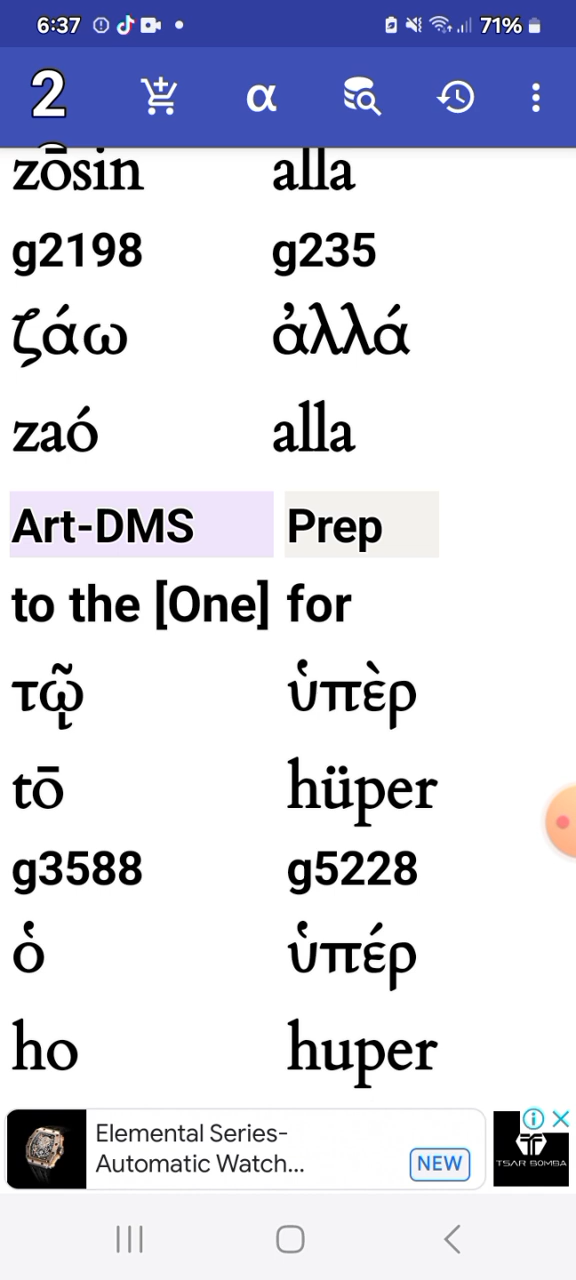 6:37 71%
2 α
zōsin alla
g2198 g235
ζάω ἀλλά
zaó alla
Art-DMS Prep
to the [One] for
τῷ ὑπὲρ
tō hüper
g3588 g5228
ὁ ὑπέρ
ho huper
Elemental Series-
Automatic Watch...
NEW
TSAR BOMBA